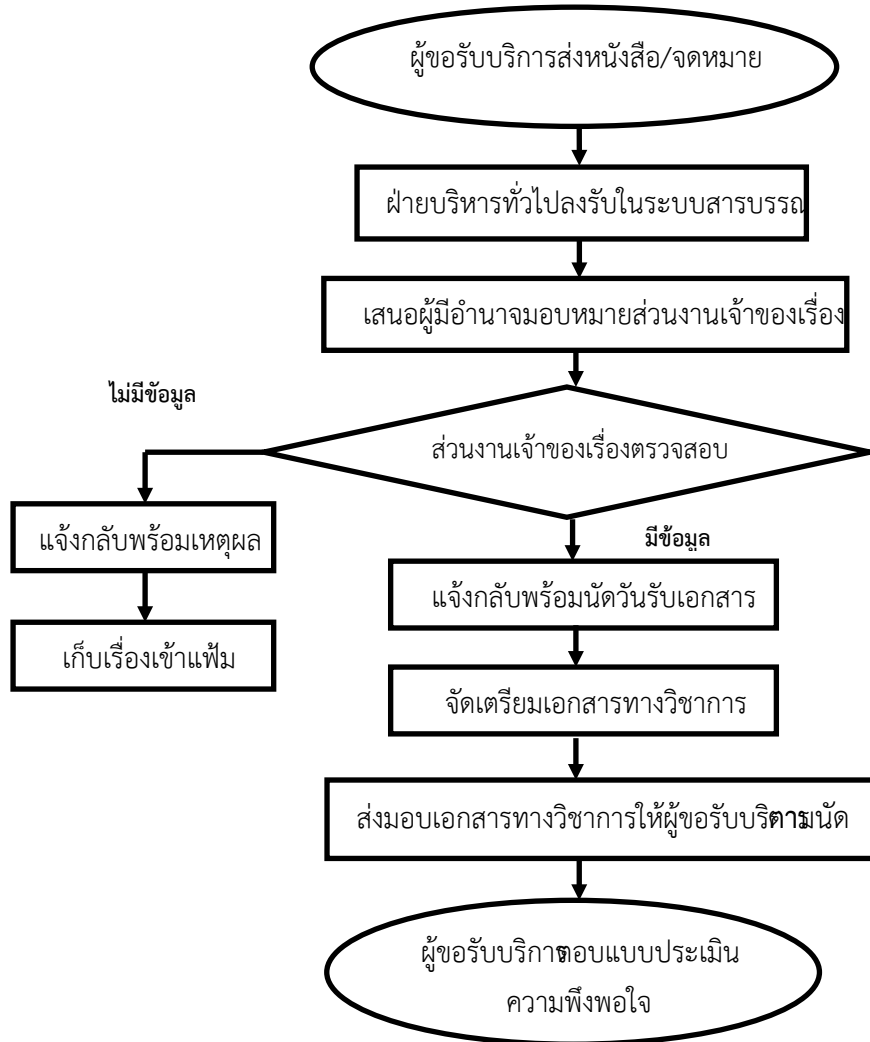 ผู้ขอรับบริการส่งหนังสือ/จดหมาย
ฝ่ายบริหารทั่วไปลงรับในระบบสารบรรณ
เสนอผู้มีอำนาจมอบหมายส่วนงานเจ้าของเรื่อง
ไม่มีข้อมูล
ส่วนงานเจ้าของเรื่องตรวจสอบ
มีข้อมูล
แจ้งกลับพร้อมเหตุผล
แจ้งกลับพร้อมนัดวันรับเอกสาร
เก็บเรื่องเข้าแฟ้ม
จัดเตรียมเอกสารทางวิชาการ
ส่งมอบเอกสารทางวิชาการให้ผู้ขอรับบริการตามนัด
ผู้ขอรับบริการตอบแบบประเมิน
ความพึงพอใจ